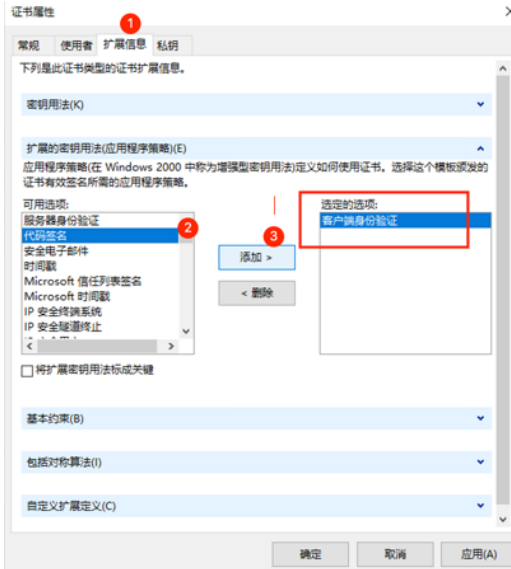 证书属性
1
常规 使用者 扩展信息 私钥
下列是此证书类型的证书扩展信息。
密钥用法(K)
扩展的密钥用法(应用程序策略)(E)
应用程序策略(在 Windows 2000 中称为增强型密钥用法)定义如何使用证书。选择这个模板颁发的
证书有效签名所需的应用程序策略。
可用选项:
选定的选项:
服务器身份验证
客户端身份验证
代码签名
2
安全电子邮件
3
时间戳
添加 >
Microsoft 信任列表签名
Microsoft 时间戳
< 删除
IP 安全终端系统
IP 安全隧道终止
将扩展密钥用法标成关键
基本约束(B)
包括对称算法(I)
自定义扩展定义(C)
确定 取消 应用(A)